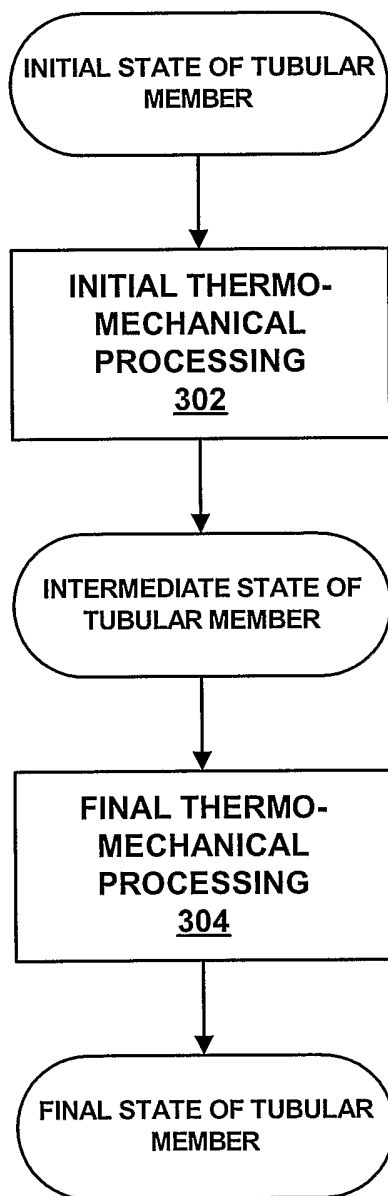 INITIAL STATE OF TUBULAR
MEMBER
INITIAL THERMO-
MECHANICAL
PROCESSING
302
INTERMEDIATE STATE OF
TUBULAR MEMBER
FINAL THERMO-
MECHANICAL
PROCESSING
304
FINAL STATE OF TUBULAR
MEMBER